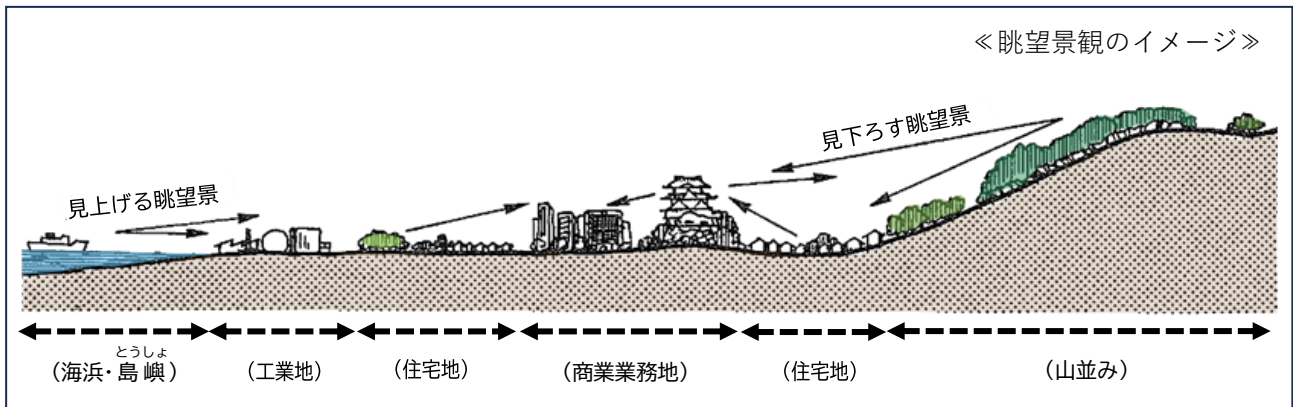 ≪眺望景観のイメージ≫
見下ろす眺望景
見上げる眺望景
とうしょ
（海浜・島嶼）
（工業地）
（住宅地）
（商業業務地）
（住宅地）
（山並み）